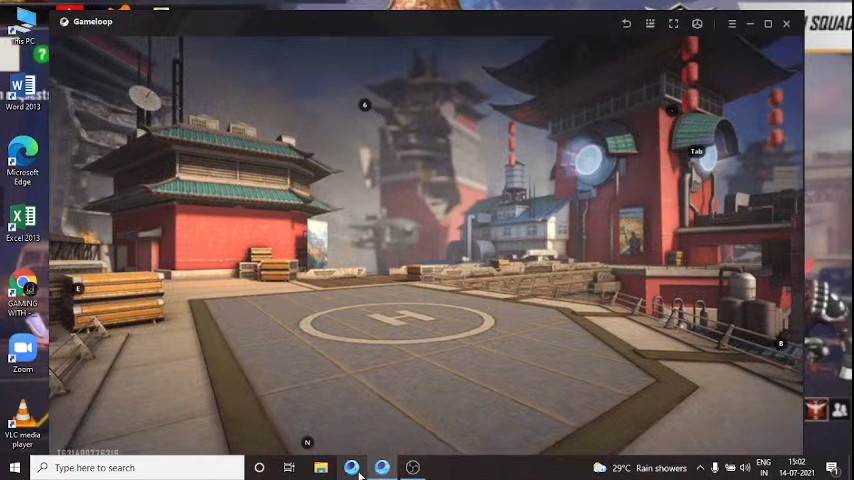 Gameloop
N SQUAD
This PC
Word 2013
Microsoft
Edge
Excel 2013
GAMING
WITH -...
Zoom
VLC media
player
6
Tab
E
H
B
N
Type here to search
29°C Rain showers
ENG
IN
15:02
14-07-2021